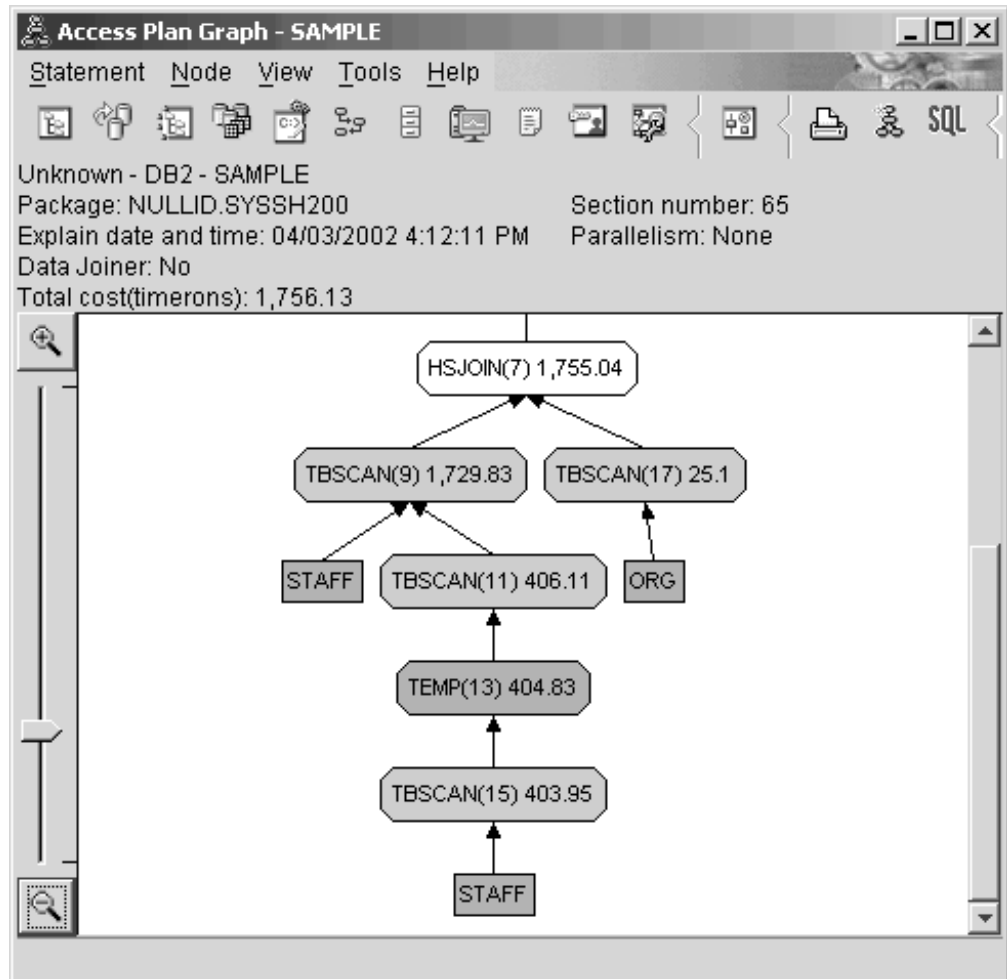 Access Plan Graph - SAMPLE
Statement Node View Tools Help
SQL
Unknown - DB2 - SAMPLE
Package: NULLID.SYSSH200 Section number: 65
Explain date and time: 04/03/2002 4:12:11 PM Parallelism: None
Data Joiner: No
Total cost(timerons): 1,756.13
HSJOIN(7) 1,755.04
TBSCAN(9) 1,729.83 TBSCAN(17) 25.1
STAFF TBSCAN(11) 406.11 ORG
TEMP(13) 404.83
TBSCAN(15) 403.95
STAFF